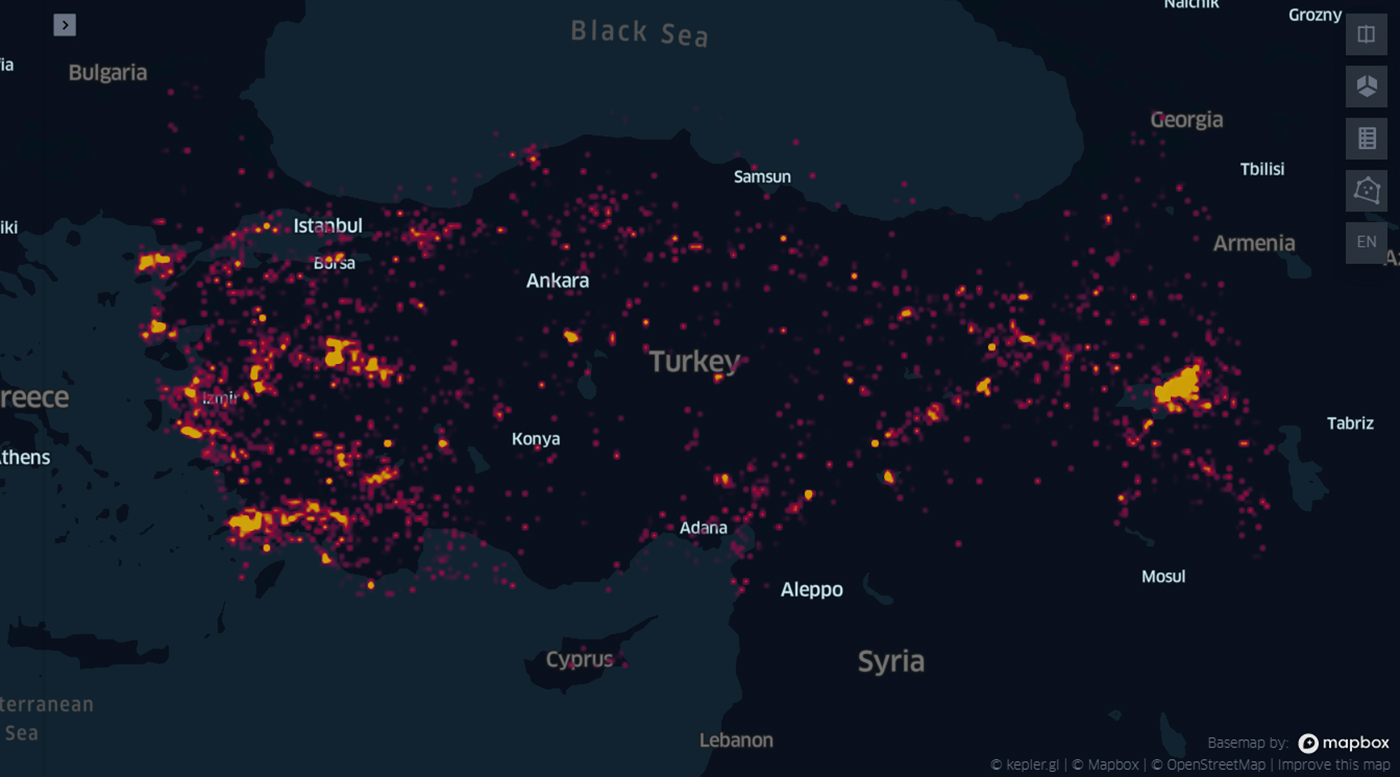 Nalchik
Grozny
Black Sea
ia
Bulgaria
Georgia
Tbilisi
Samsun
iki
Istanbul
EN
Armenia
Az
Bursa
Ankara
Turkey
reece
Izmir
Tabriz
Konya
Athens
Adana
Mosul
Aleppo
Cyprus
Syria
terranean
Sea
Lebanon
Basemap by: mapbox
© kepler.gl | © Mapbox | © OpenStreetMap | Improve this map